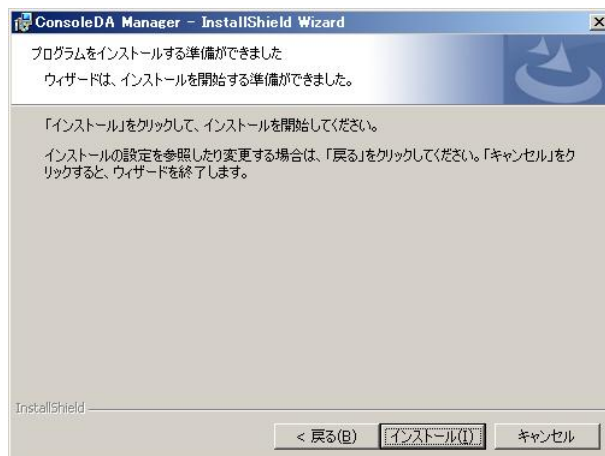 ConsoleDA Manager - InstallShield Wizard
プログラムをインストールする準備ができました
ウィザードは、インストールを開始する準備ができました。
「インストール」をクリックして、インストールを開始してください。
インストールの設定を参照したり変更する場合は、「戻る」をクリックしてください。「キャンセル」をク
リックすると、ウィザードを終了します。
InstallShield
< 戻る(B) インストール(I) キャンセル